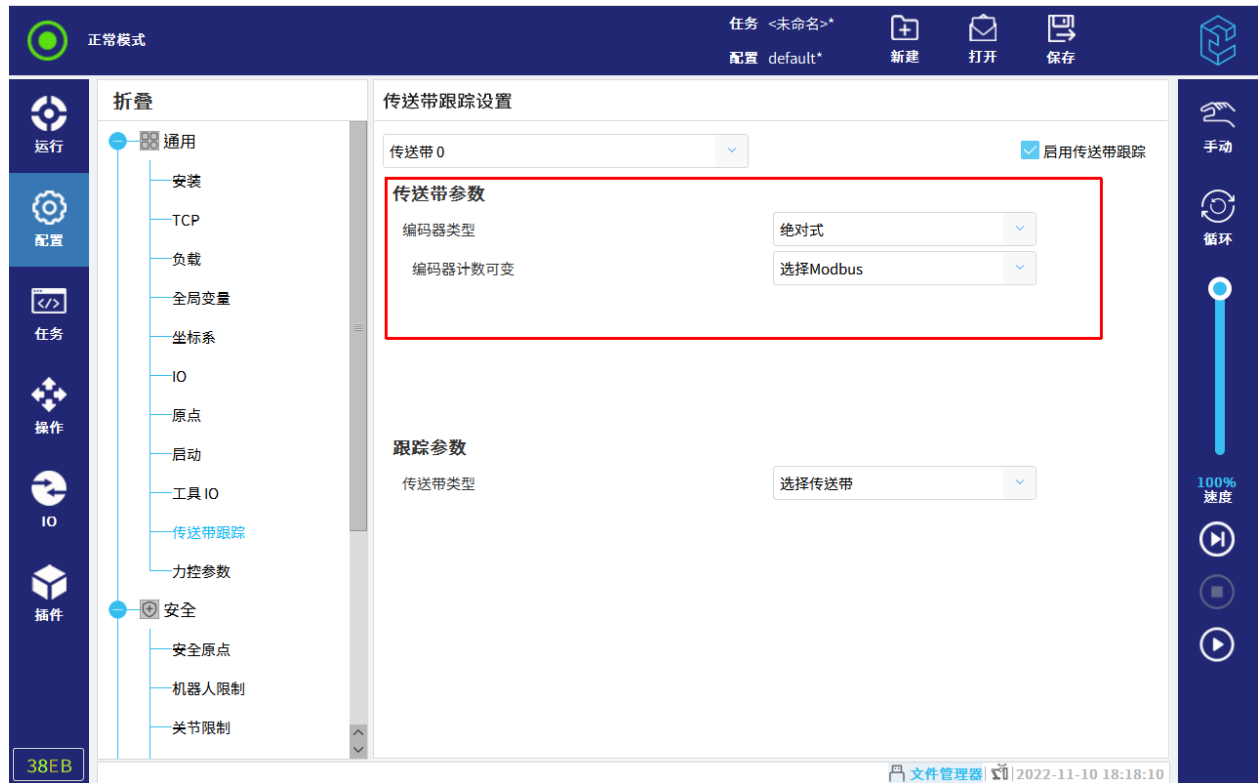 正常模式
任务 <未命名>*
配置 default*
新建
打开
保存
运行
配置
任务
操作
IO
插件
38EB
折叠
通用
安装
TCP
负载
全局变量
坐标系
IO
原点
启动
工具 IO
传送带跟踪
力控参数
安全
安全原点
机器人限制
关节限制
传送带跟踪设置
传送带 0
启用传送带跟踪
传送带参数
编码器类型
绝对式
编码器计数可变
选择Modbus
跟踪参数
传送带类型
选择传送带
手动
循环
100%
速度
文件管理器
2022-11-10 18:18:10